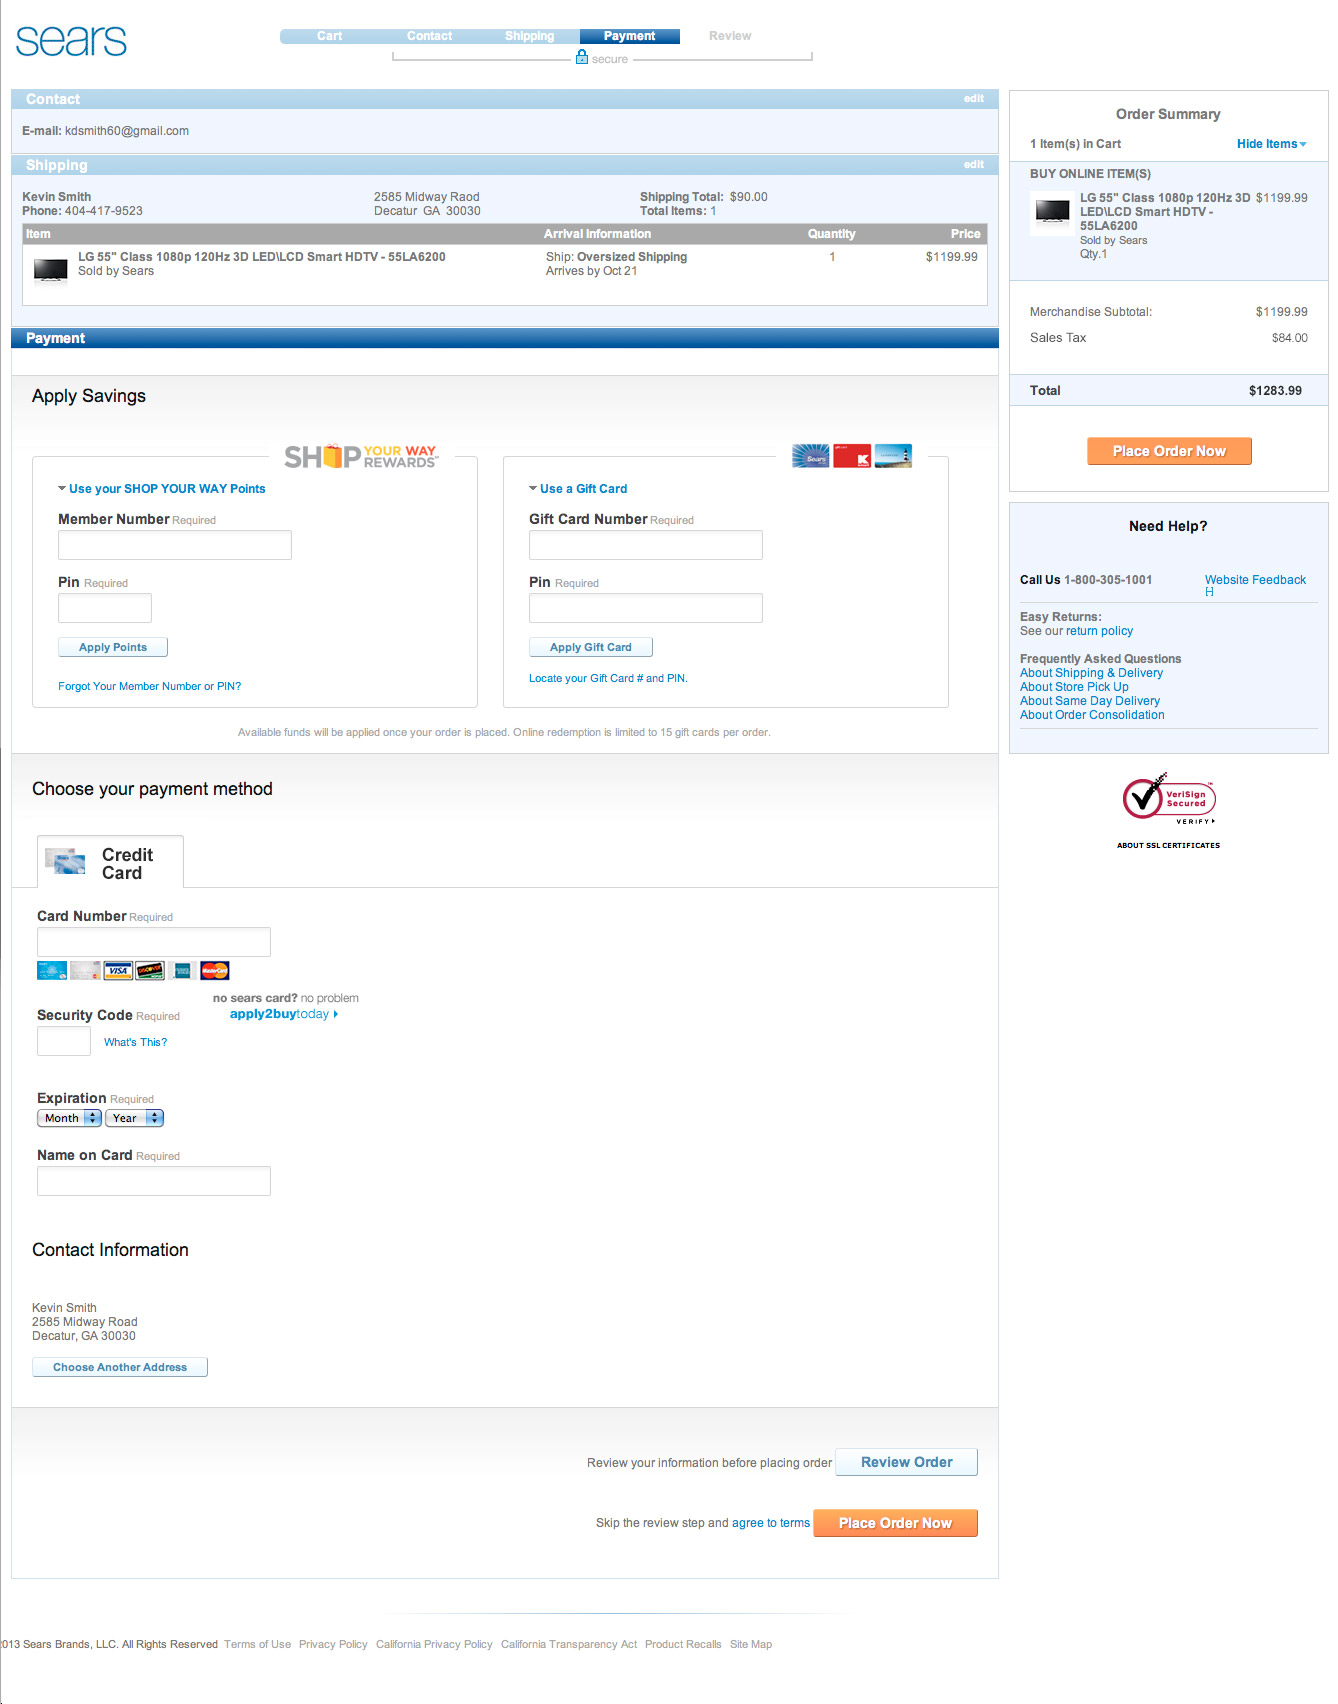 sears
Cart Contact Shipping Payment Review
secure
Contact edit
E-mail: kdsmith60@gmail.com
Shipping edit
Kevin Smith 2585 Midway Raod Shipping Total: $90.00
Phone: 404-417-9523 Decatur GA 30030 Total Items: 1
Item Arrival Information Quantity Price
LG 55" Class 1080p 120Hz 3D LED\LCD Smart HDTV - 55LA6200 Ship: Oversized Shipping 1 $1199.99
Sold by Sears Arrives by Oct 21
Payment
Apply Savings
SHOP YOUR WAY REWARDS
Use your SHOP YOUR WAY Points
Member Number Required
Pin Required
Apply Points
Forgot Your Member Number or PIN?
Sears
Use a Gift Card
Gift Card Number Required
Pin Required
Apply Gift Card
Locate your Gift Card # and PIN.
Available funds will be applied once your order is placed. Online redemption is limited to 15 gift cards per order.
Choose your payment method
Credit
Card
Card Number Required
VISA DISCOVER MasterCard
no sears card? no problem
apply2buytoday
Security Code Required
What's This?
Expiration Required
Month Year
Name on Card Required
Contact Information
Kevin Smith
2585 Midway Road
Decatur, GA 30030
Choose Another Address
Review your information before placing order Review Order
Skip the review step and agree to terms Place Order Now
Order Summary
1 Item(s) in Cart Hide Items
BUY ONLINE ITEM(S)
LG 55" Class 1080p 120Hz 3D $1199.99
LED\LCD Smart HDTV -
55LA6200
Sold by Sears
Qty.1
Merchandise Subtotal: $1199.99
Sales Tax $84.00
Total $1283.99
Place Order Now
Need Help?
Call Us 1-800-305-1001 Website Feedback
[-]
Easy Returns:
See our return policy
Frequently Asked Questions
About Shipping & Delivery
About Store Pick Up
About Same Day Delivery
About Order Consolidation
VeriSign
Secured
VERIFY
ABOUT SSL CERTIFICATES
013 Sears Brands, LLC. All Rights Reserved Terms of Use Privacy Policy California Privacy Policy California Transparency Act Product Recalls Site Map